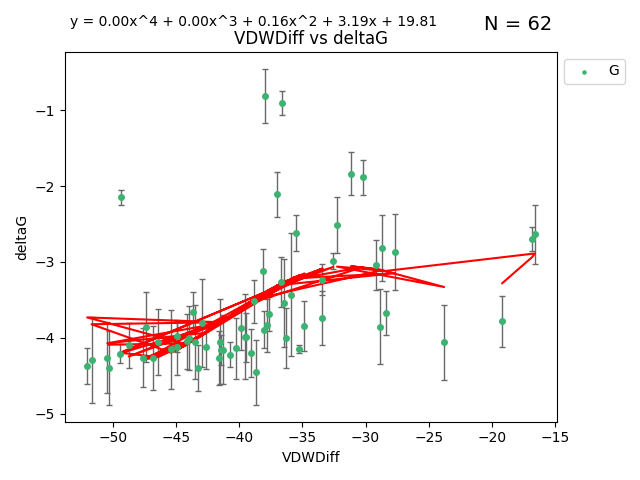 y = 0.00x^4 + 0.00x^3 + 0.16x^2 + 3.19x + 19.81
N = 62
VDWDiff vs deltaG
G
deltaG
−1
−2
−3
−4
−5
−50 −45 −40 −35 −30 −25 −20 −15
VDWDiff